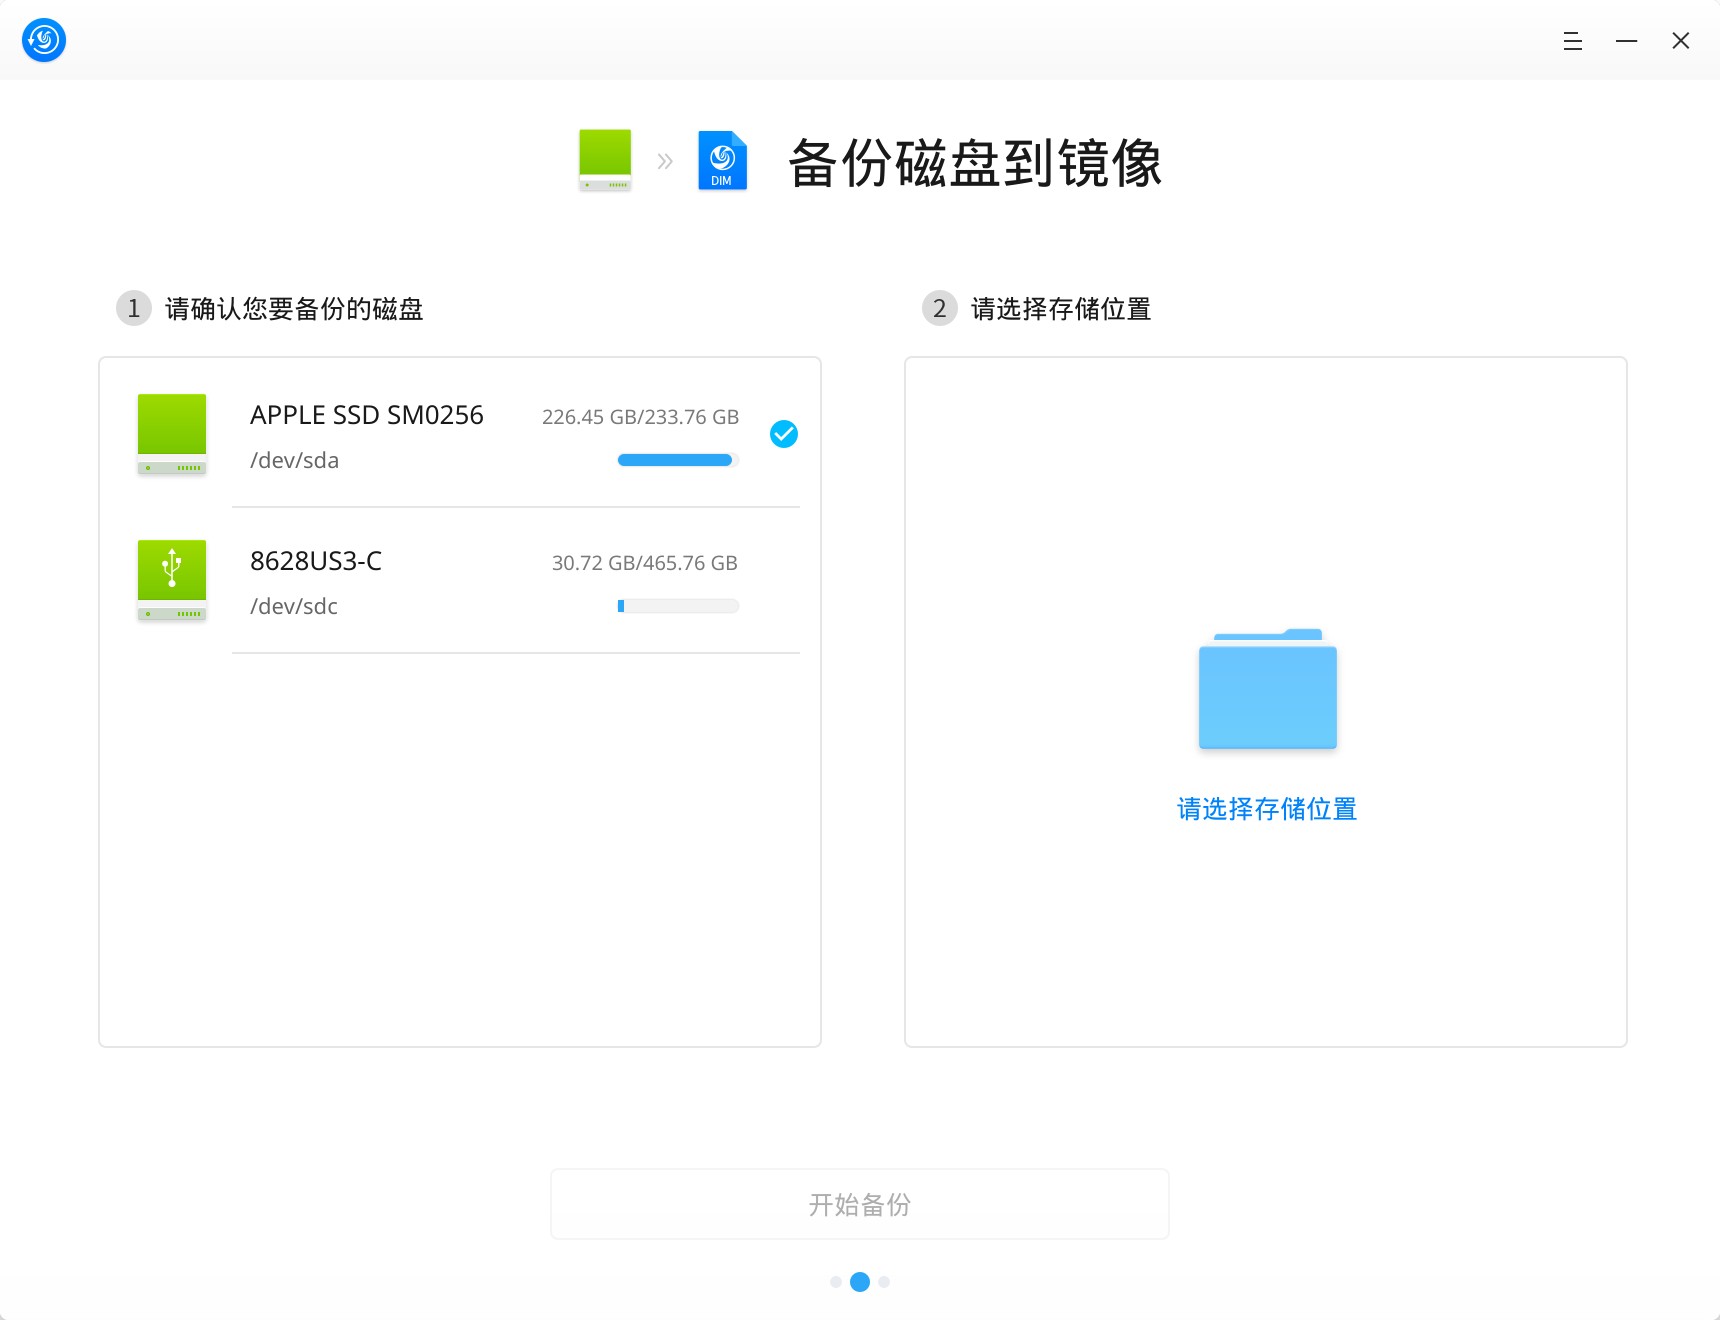 DIM
备份磁盘到镜像
1 请确认您要备份的磁盘
APPLE SSD SM0256 226.45 GB/233.76 GB
/dev/sda
8628US3-C 30.72 GB/465.76 GB
/dev/sdc
2 请选择存储位置
请选择存储位置
开始备份